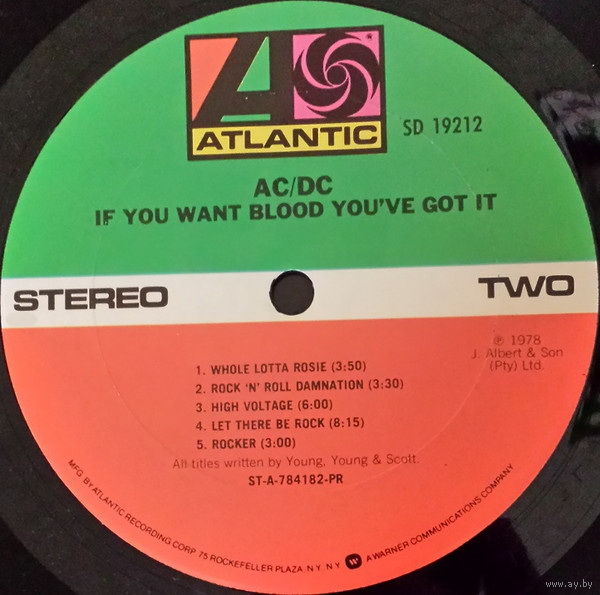 ATLANTIC
SD 19212
AC/DC
IF YOU WANT BLOOD YOU'VE GOT IT
STEREO
TWO
℗ 1978
J. Albert & Son
(Pty) Ltd.
1. WHOLE LOTTA ROSIE (3:50)
2. ROCK 'N' ROLL DAMNATION (3:30)
3. HIGH VOLTAGE (6:00)
4. LET THERE BE ROCK (8:15)
5. ROCKER (3:00)
All titles written by Young, Young & Scott.
ST-A-784182-PR
MFG. BY ATLANTIC RECORDING CORP. 75 ROCKEFELLER PLAZA. N.Y. N.Y. W A WARNER COMMUNICATIONS COMPANY
www.ay.by